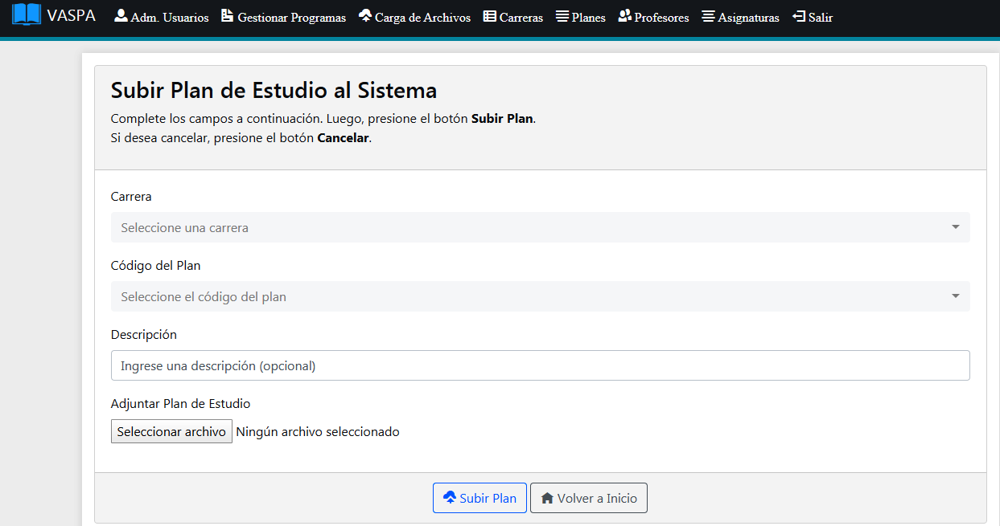 VASPA Adm. Usuarios Gestionar Programas Carga de Archivos Carreras Planes Profesores Asignaturas Salir
Subir Plan de Estudio al Sistema
Complete los campos a continuación. Luego, presione el botón Subir Plan.
Si desea cancelar, presione el botón Cancelar.
Carrera
Seleccione una carrera
Código del Plan
Seleccione el código del plan
Descripción
Ingrese una descripción (opcional)
Adjuntar Plan de Estudio
Seleccionar archivo Ningún archivo seleccionado
Subir Plan Volver a Inicio